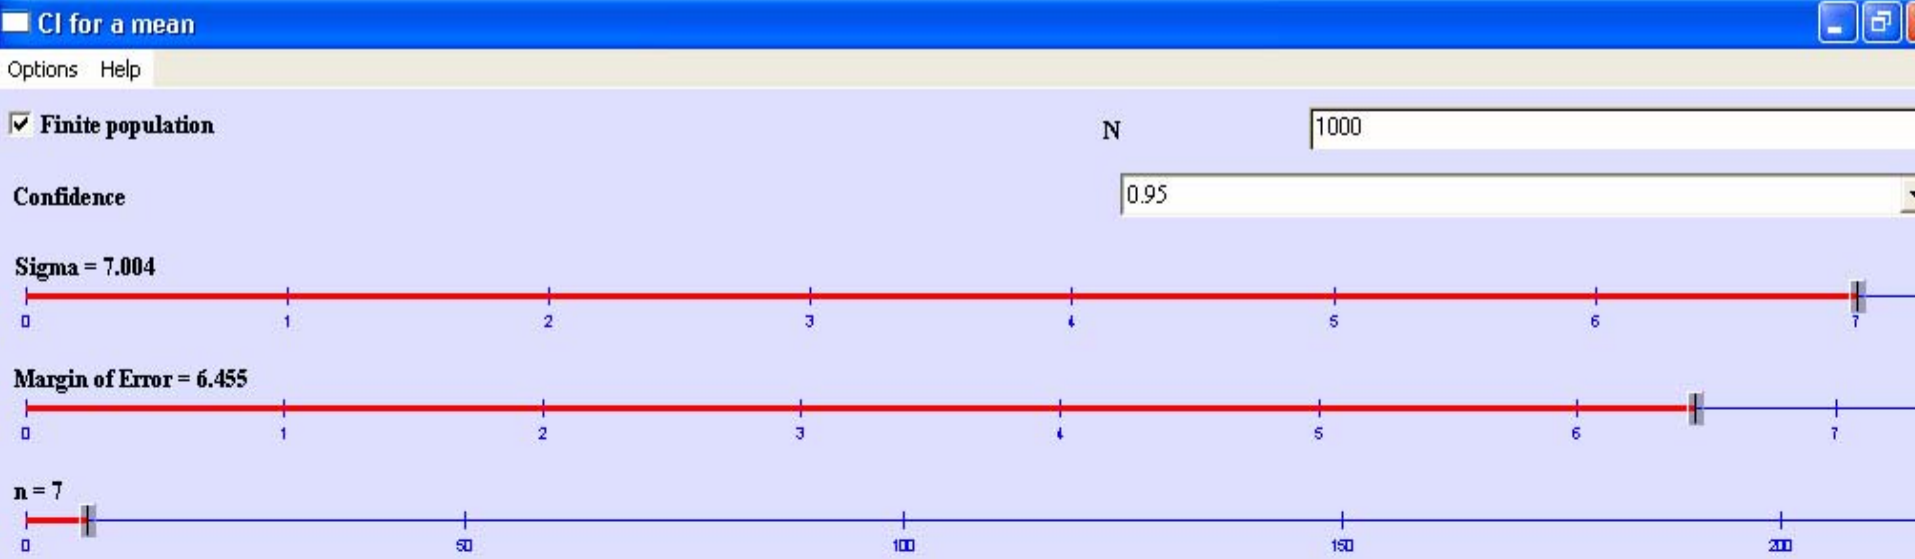 CI for a mean
Options Help
Finite population N 1000
Confidence 0.95
Sigma = 7.004
0 1 2 3 4 5 6 7
Margin of Error = 6.455
0 1 2 3 4 5 6 7
n = 7
0 50 100 150 200